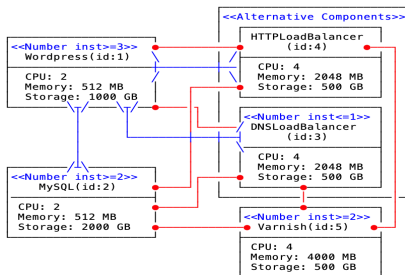 <<Alternative Components>>
<<Number inst>=3>>
Wordpress(id:1)
CPU: 2
Memory: 512 MB
Storage: 1000 GB
HTTPLoadBalancer
(id:4)
CPU: 4
Memory: 2048 MB
Storage: 500 GB
<<Number inst<=1>>
DNSLoadBalancer
(id:3)
CPU: 4
Memory: 2048 MB
Storage: 500 GB
<<Number inst>=2>>
MySQL(id:2)
CPU: 2
Memory: 512 MB
Storage: 2000 GB
<<Number inst>=2>>
Varnish(id:5)
CPU: 4
Memory: 4000 MB
Storage: 500 GB